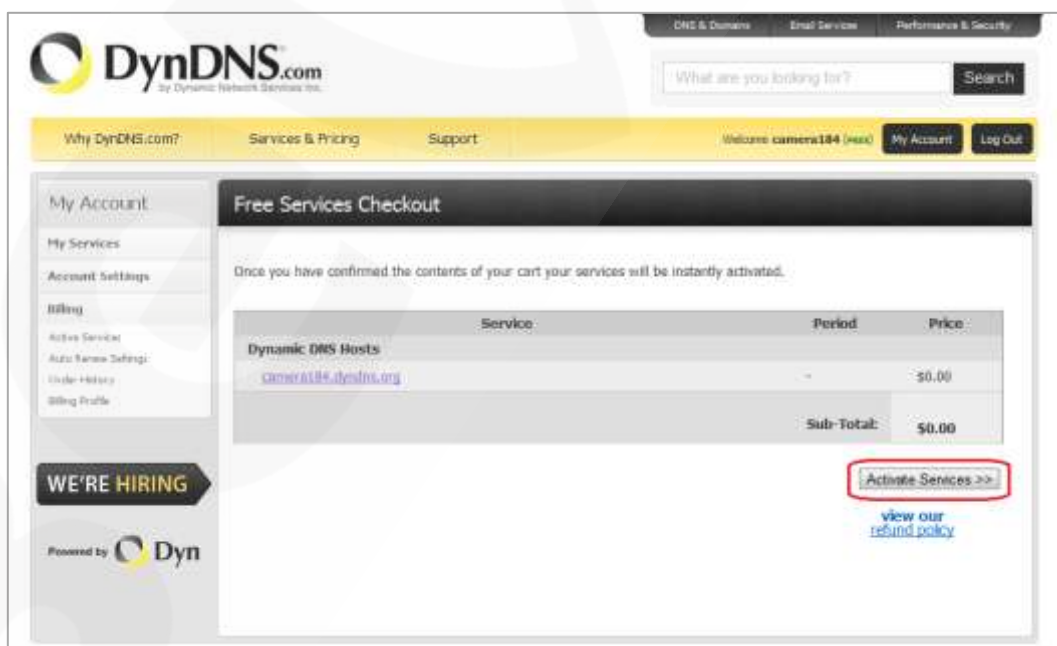 DNS & Domains Email Services Performance & Security
DynDNS.com
by Dynamic Network Services Inc.
What are you looking for? Search
Why DynDNS.com? Services & Pricing Support Welcome camera184 My Account Log Out
My Account
My Services
Account Settings
Billing
Active Services
Auto Renew Settings
Order History
Billing Profile
WE'RE HIRING
Powered by Dyn
Free Services Checkout
Once you have confirmed the contents of your cart your services will be instantly activated.
Service Period Price
Dynamic DNS Hosts
camera184.dyndns.org - $0.00
Sub-Total: $0.00
Activate Services >>
view our
refund policy